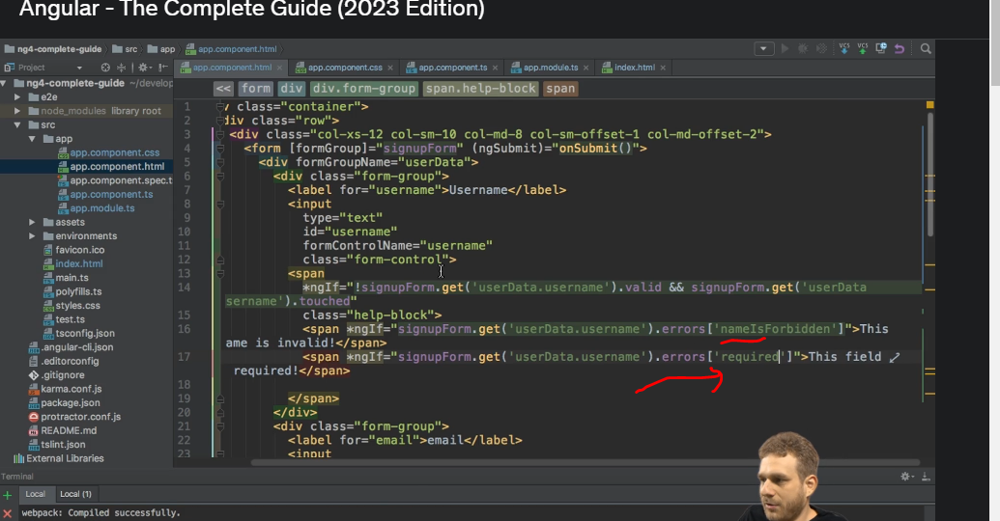 Angular - The Complete Guide (2023 Edition)
ng4-complete-guide src app app.component.html
Project
app.component.html app.component.css app.component.ts app.module.ts index.html
ng4-complete-guide ~/develop
e2e
node_modules library root
src
app
app.component.css
app.component.html
app.component.spec.t
app.component.ts
app.module.ts
assets
environments
favicon.ico
index.html
main.ts
polyfills.ts
styles.css
test.ts
tsconfig.json
.angular-cli.json
.editorconfig
.gitignore
karma.conf.js
package.json
protractor.conf.js
README.md
tslint.json
External Libraries
<< form div div.form-group span.help-block span
1 class="container">
2 div class="row">
3 <div class="col-xs-12 col-sm-10 col-md-8 col-sm-offset-1 col-md-offset-2">
4 <form [formGroup]="signupForm" (ngSubmit)="onSubmit()">
5 <div formGroupName="userData">
6 <div class="form-group">
7 <label for="username">Username</label>
8 <input
9 type="text"
10 id="username"
11 formControlName="username"
12 class="form-control">
13 <span
14 *ngIf="!signupForm.get('userData.username').valid && signupForm.get('userData
sername').touched"
15 class="help-block">
16 <span *ngIf="signupForm.get('userData.username').errors['nameIsForbidden']">This
ame is invalid!</span>
17 <span *ngIf="signupForm.get('userData.username').errors['required']">This field
required!</span>
18
19 </span>
20 </div>
21 <div class="form-group">
22 <label for="email">email</label>
23 <input
VCS VCS
Terminal
Local Local (1)
webpack: Compiled successfully.